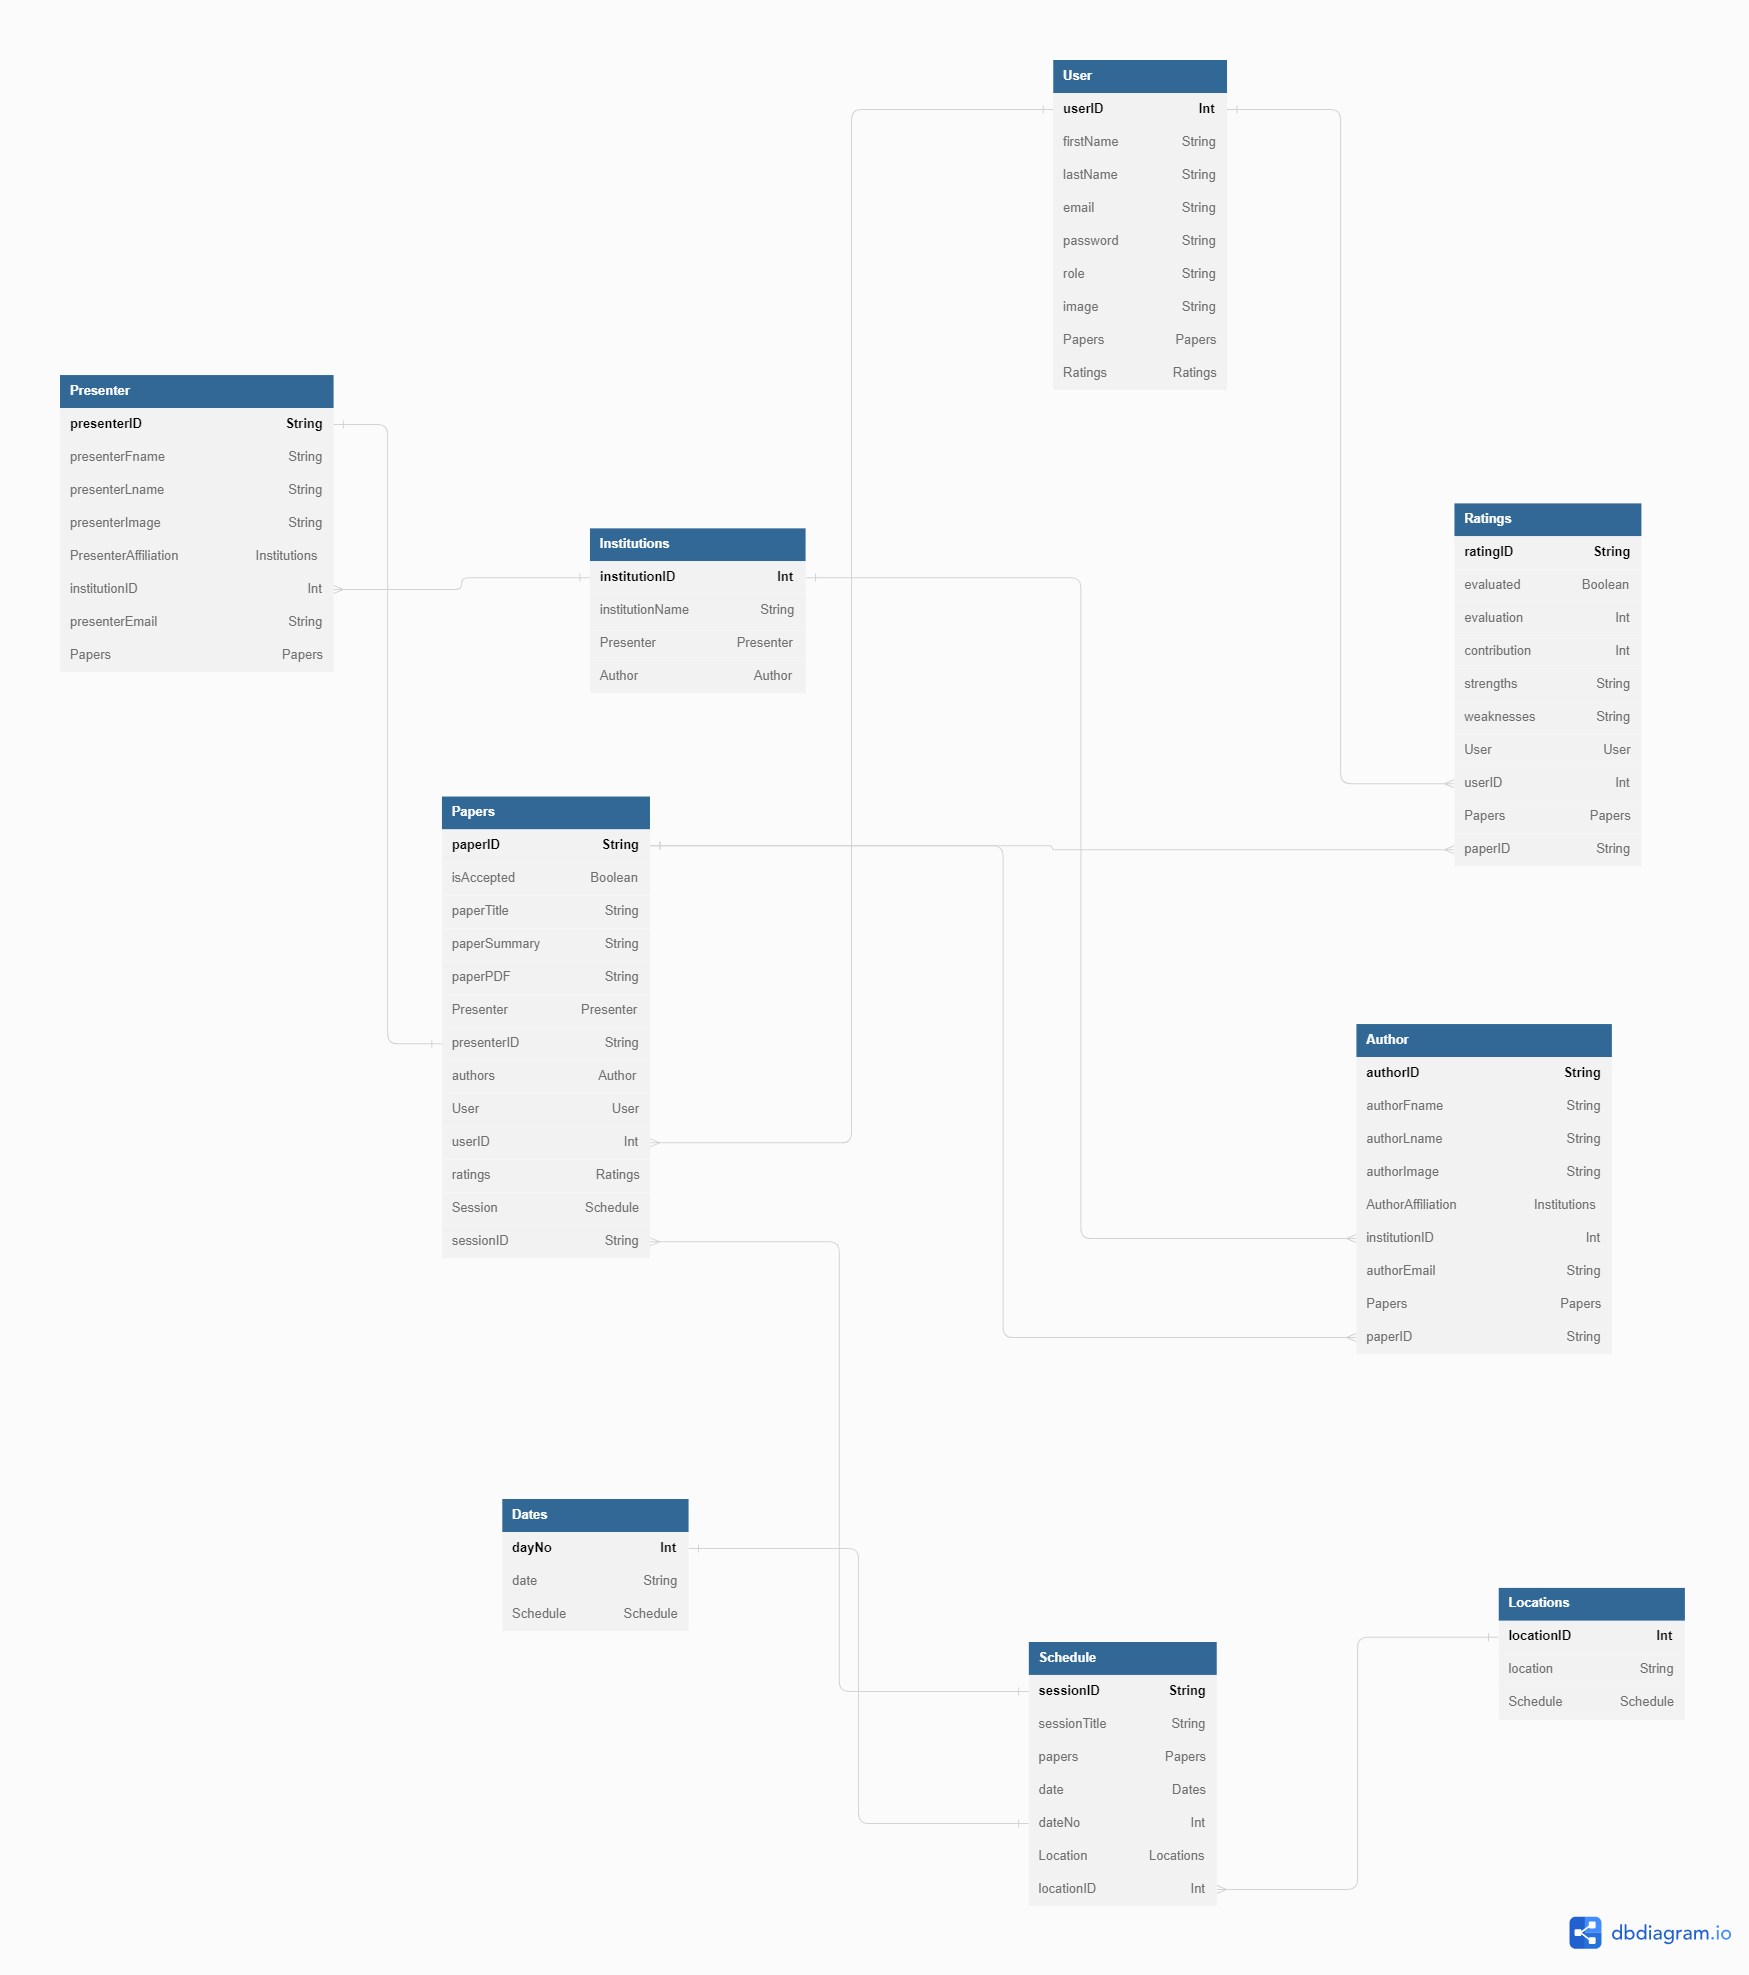 User
userID Int
firstName String
lastName String
email String
password String
role String
image String
Papers Papers
Ratings Ratings
Presenter
presenterID String
presenterFname String
presenterLname String
presenterImage String
PresenterAffiliation Institutions
institutionID Int
presenterEmail String
Papers Papers
Institutions
institutionID Int
institutionName String
Presenter Presenter
Author Author
Ratings
ratingID String
evaluated Boolean
evaluation Int
contribution Int
strengths String
weaknesses String
User User
userID Int
Papers Papers
paperID String
Papers
paperID String
isAccepted Boolean
paperTitle String
paperSummary String
paperPDF String
Presenter Presenter
presenterID String
authors Author
User User
userID Int
ratings Ratings
Session Schedule
sessionID String
Author
authorID String
authorFname String
authorLname String
authorImage String
AuthorAffiliation Institutions
institutionID Int
authorEmail String
Papers Papers
paperID String
Dates
dayNo Int
date String
Schedule Schedule
Schedule
sessionID String
sessionTitle String
papers Papers
date Dates
dateNo Int
Location Locations
locationID Int
Locations
locationID Int
location String
Schedule Schedule
dbdiagram.io